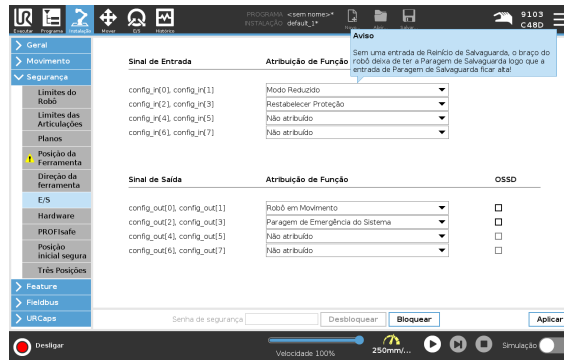 Executar Programa Instalação Mover E/S Histórico
PROGRAMA <sem nome>*
INSTALAÇÃO default_1*
Novo Abrir Salvar
9103
C48D
Geral
Movimento
Segurança
Limites do
Robô
Limites das
Articulações
Planos
Posição da
Ferramenta
Direção da
ferramenta
E/S
Hardware
PROFIsafe
Posição
inicial segura
Três Posições
Feature
Fieldbus
URCaps
Aviso
Sem uma entrada de Reinício de Salvaguarda, o braço do
robô deixa de ter a Paragem de Salvaguarda logo que a
entrada de Paragem de Salvaguarda ficar alta!
Sinal de Entrada Atribuição de Função
config_in[0], config_in[1] Modo Reduzido
config_in[2], config_in[3] Restabelecer Proteção
config_in[4], config_in[5] Não atribuído
config_in[6], config_in[7] Não atribuído
Sinal de Saída Atribuição de Função OSSD
config_out[0], config_out[1] Robô em Movimento
config_out[2], config_out[3] Paragem de Emergência do Sistema
config_out[4], config_out[5] Não atribuído
config_out[6], config_out[7] Não atribuído
Senha de segurança Desbloquear Bloquear Aplicar
Desligar
Velocidade 100%
250mm/...
Simulação